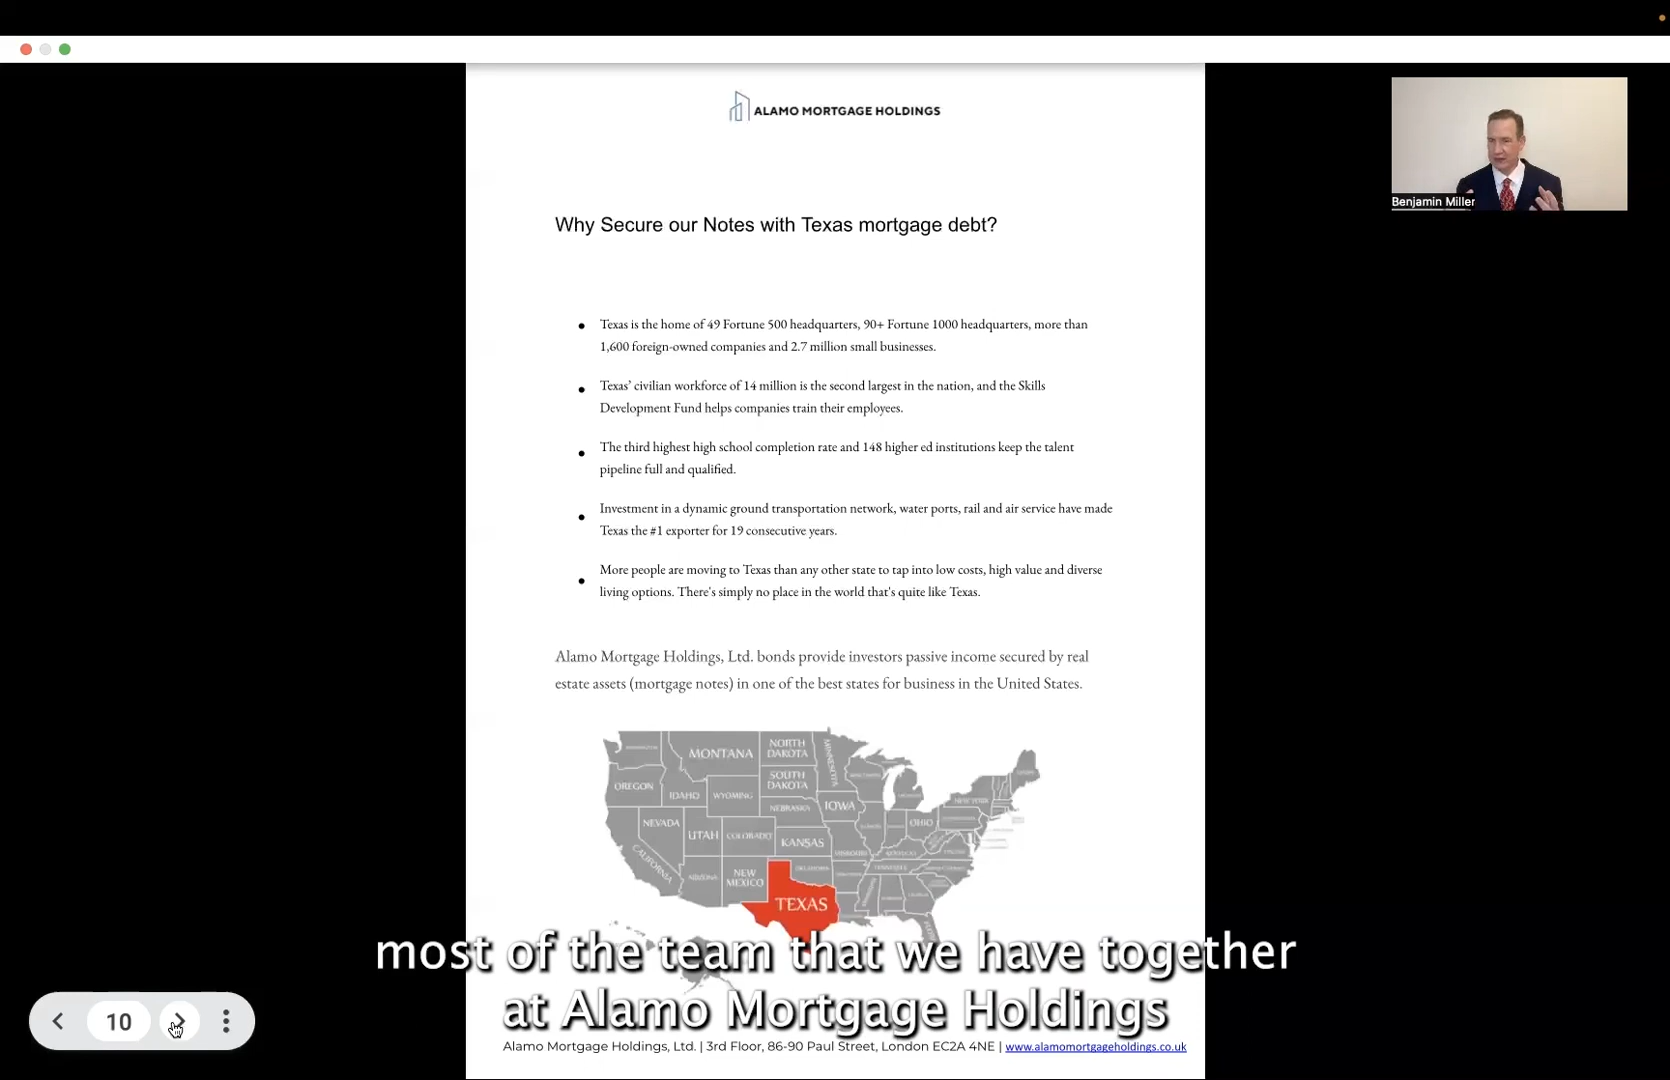 ALAMO MORTGAGE HOLDINGS
Benjamin Miller
Why Secure our Notes with Texas mortgage debt?
Texas is the home of 49 Fortune 500 headquarters, 90+ Fortune 1000 headquarters, more than
1,600 foreign-owned companies and 2.7 million small businesses.
Texas’ civilian workforce of 14 million is the second largest in the nation, and the Skills
Development Fund helps companies train their employees.
The third highest high school completion rate and 148 higher ed institutions keep the talent
pipeline full and qualified.
Investment in a dynamic ground transportation network, water ports, rail and air service have made
Texas the #1 exporter for 19 consecutive years.
More people are moving to Texas than any other state to tap into low costs, high value and diverse
living options. There's simply no place in the world that's quite like Texas.
Alamo Mortgage Holdings, Ltd. bonds provide investors passive income secured by real
estate assets (mortgage notes) in one of the best states for business in the United States.
WASHINGTON
MONTANA
NORTH
DAKOTA
MINNESOTA
OREGON
IDAHO
WYOMING
SOUTH
DAKOTA
NEBRASKA
IOWA
NEW YORK
NEVADA
UTAH
COLORADO
KANSAS
OHIO
CALIFORNIA
ARIZONA
NEW
MEXICO
OKLAHOMA
TEXAS
most of the team that we have together
at Alamo Mortgage Holdings
10
Alamo Mortgage Holdings, Ltd. | 3rd Floor, 86-90 Paul Street, London EC2A 4NE | www.alamomortgageholdings.co.uk